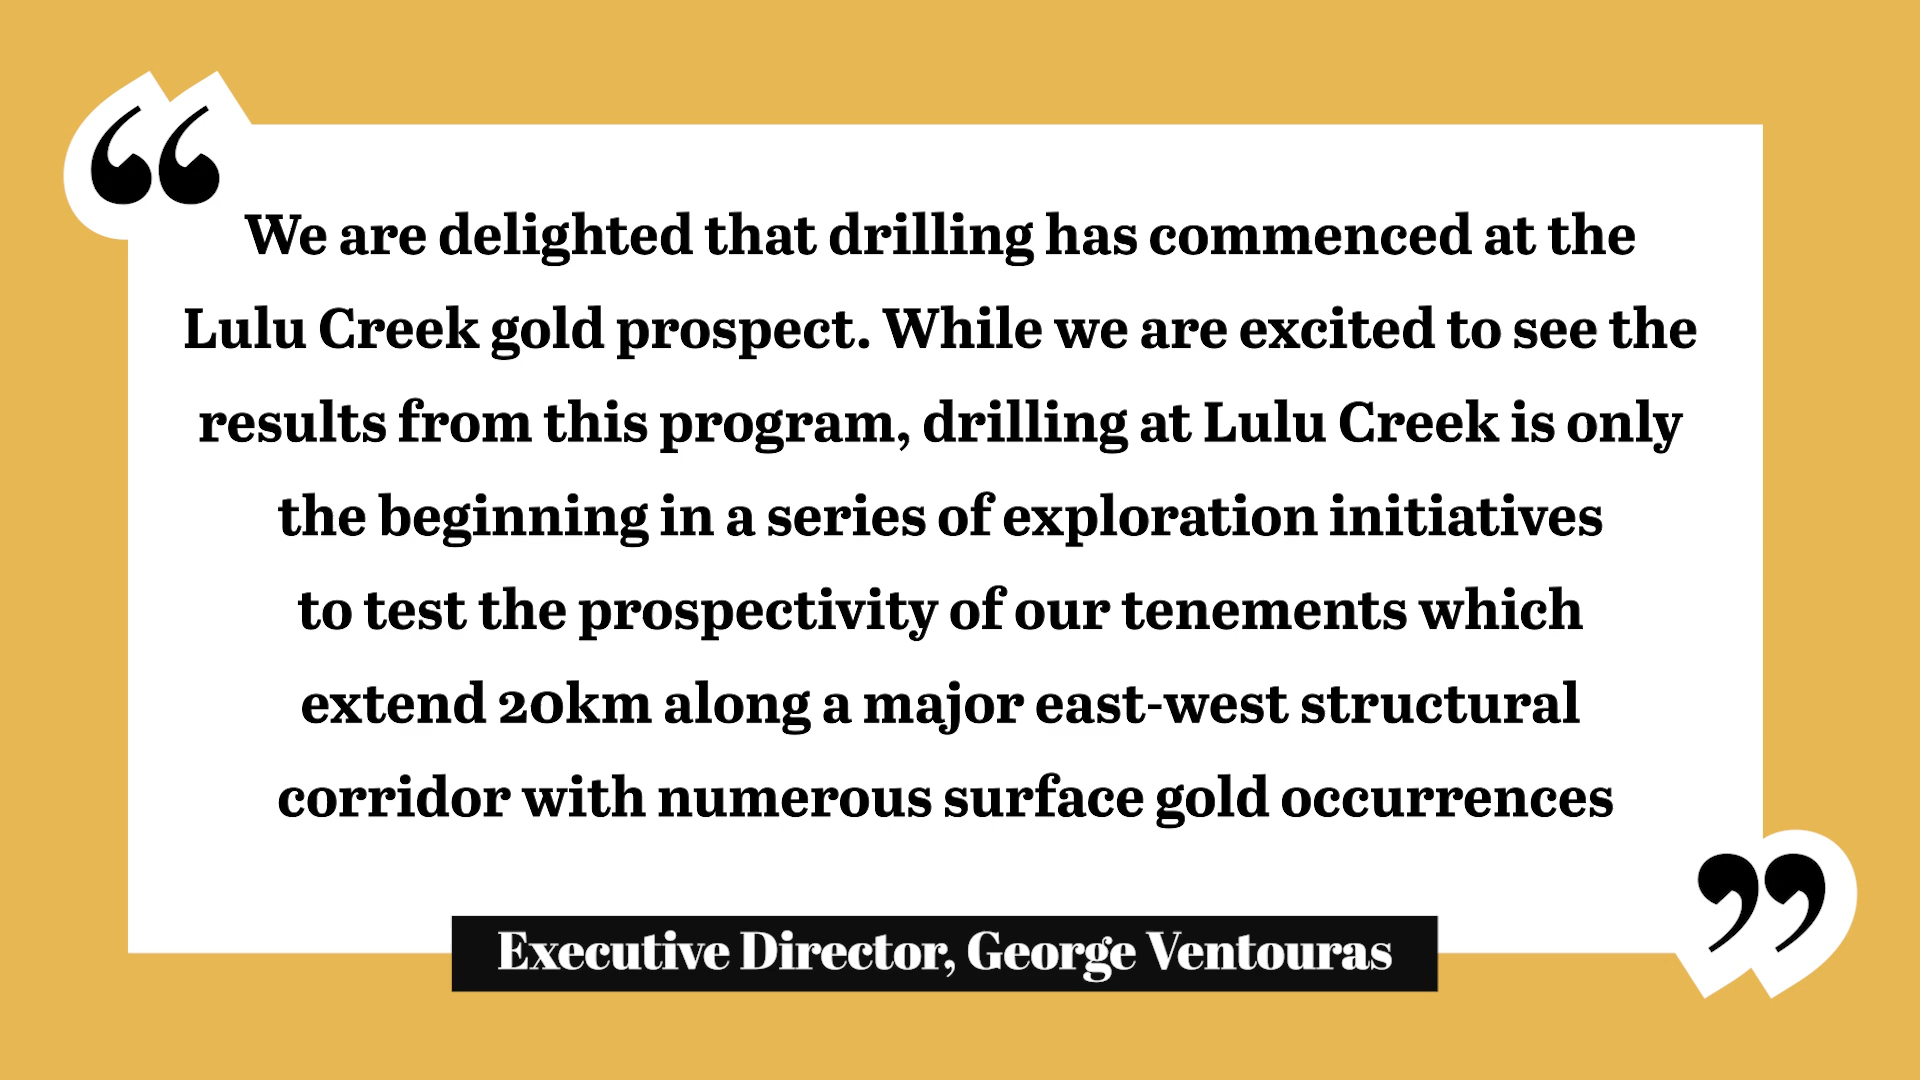 “
We are delighted that drilling has commenced at the
Lulu Creek gold prospect. While we are excited to see the
results from this program, drilling at Lulu Creek is only
the beginning in a series of exploration initiatives
to test the prospectivity of our tenements which
extend 20km along a major east-west structural
corridor with numerous surface gold occurrences
”
Executive Director, George Ventouras